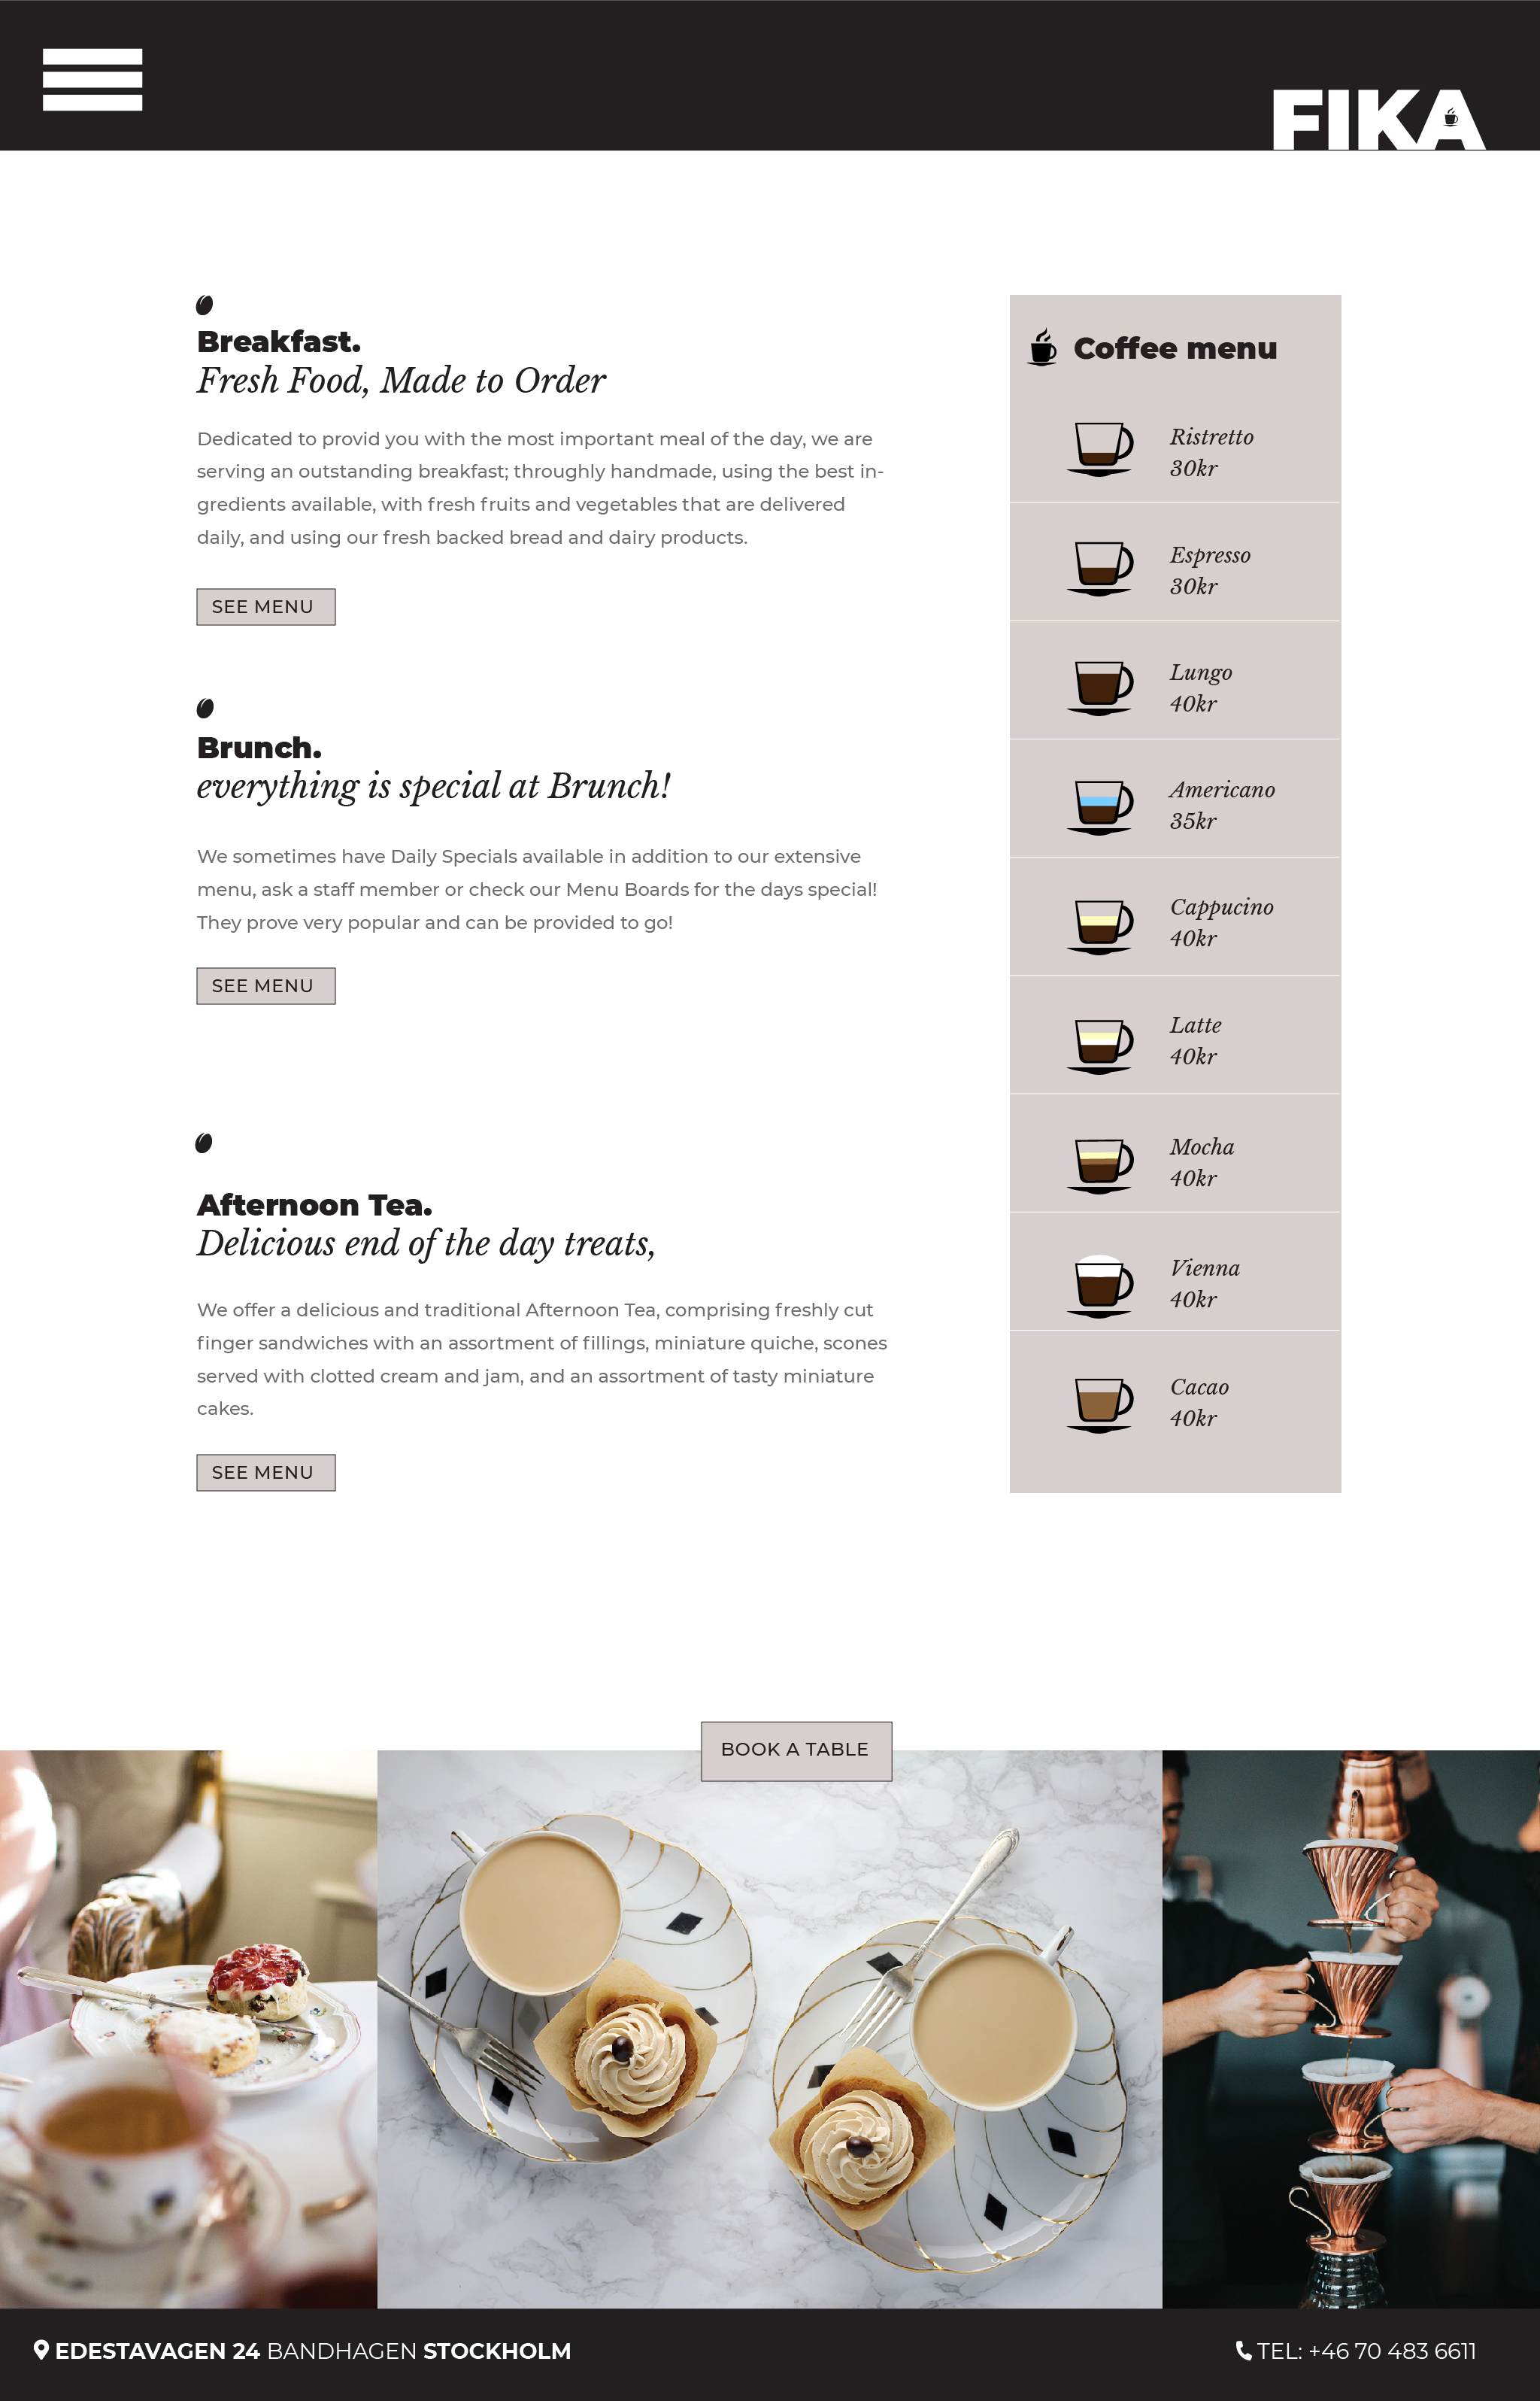 FIKA
Breakfast.
Fresh Food, Made to Order
Dedicated to provid you with the most important meal of the day, we are
serving an outstanding breakfast; throughly handmade, using the best in-
gredients available, with fresh fruits and vegetables that are delivered
daily, and using our fresh backed bread and dairy products.
SEE MENU
Brunch.
everything is special at Brunch!
We sometimes have Daily Specials available in addition to our extensive
menu, ask a staff member or check our Menu Boards for the days special!
They prove very popular and can be provided to go!
SEE MENU
Afternoon Tea.
Delicious end of the day treats,
We offer a delicious and traditional Afternoon Tea, comprising freshly cut
finger sandwiches with an assortment of fillings, miniature quiche, scones
served with clotted cream and jam, and an assortment of tasty miniature
cakes.
SEE MENU
Coffee menu
Ristretto
30kr
Espresso
30kr
Lungo
40kr
Americano
35kr
Cappucino
40kr
Latte
40kr
Mocha
40kr
Vienna
40kr
Cacao
40kr
BOOK A TABLE
EDESTAVAGEN 24 BANDHAGEN STOCKHOLM
TEL: +46 70 483 6611